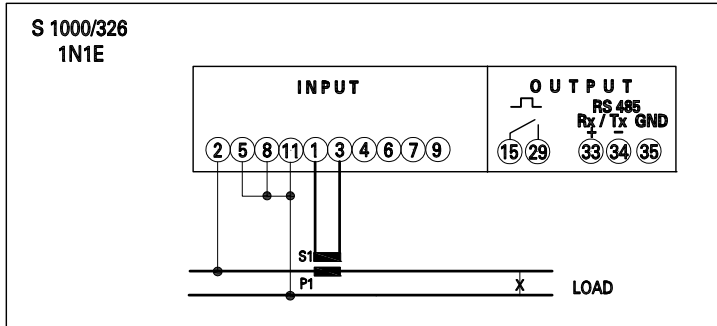 S 1000/326
1N1E
INPUT
OUTPUT
RS 485
Rx / Tx GND
+ −
2 5 8 11 1 3 4 6 7 9
15 29 33 34 35
S1
P1
X
LOAD